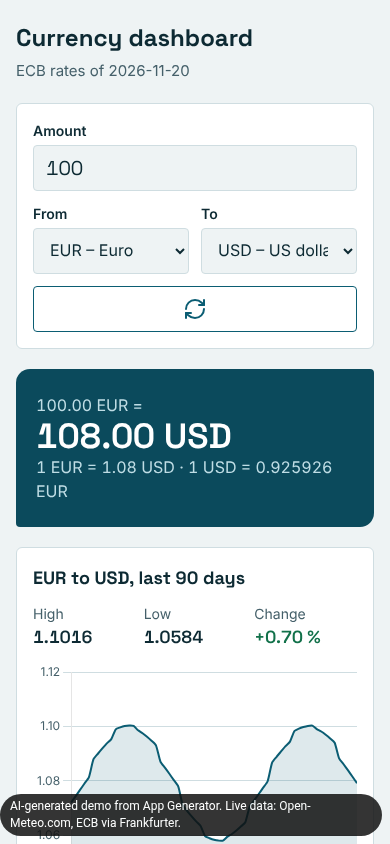 Currency dashboard
ECB rates of 2026-11-20
Amount
100
From
To
EUR – Euro
USD – US dolla
100.00 EUR =
108.00 USD
1 EUR = 1.08 USD · 1 USD = 0.925926
EUR
EUR to USD, last 90 days
High
Low
Change
1.1016
1.0584
+0.70 %
1.12
1.10
1.08
1.06
AI-generated demo from App Generator. Live data: Open-
Meteo.com, ECB via Frankfurter.